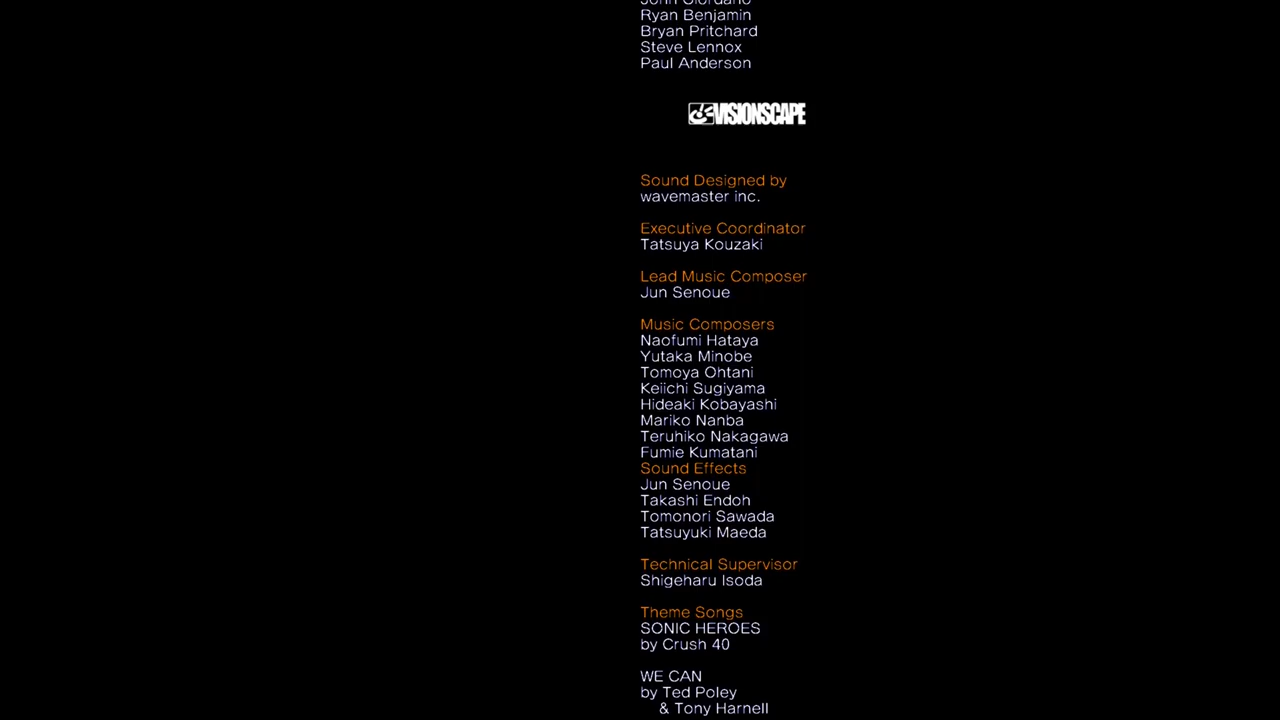 John Giordano
Ryan Benjamin
Bryan Pritchard
Steve Lennox
Paul Anderson
VISIONSCAPE
Sound Designed by
wavemaster inc.
Executive Coordinator
Tatsuya Kouzaki
Lead Music Composer
Jun Senoue
Music Composers
Naofumi Hataya
Yutaka Minobe
Tomoya Ohtani
Keiichi Sugiyama
Hideaki Kobayashi
Mariko Nanba
Teruhiko Nakagawa
Fumie Kumatani
Sound Effects
Jun Senoue
Takashi Endoh
Tomonori Sawada
Tatsuyuki Maeda
Technical Supervisor
Shigeharu Isoda
Theme Songs
SONIC HEROES
by Crush 40
WE CAN
by Ted Poley
& Tony Harnell